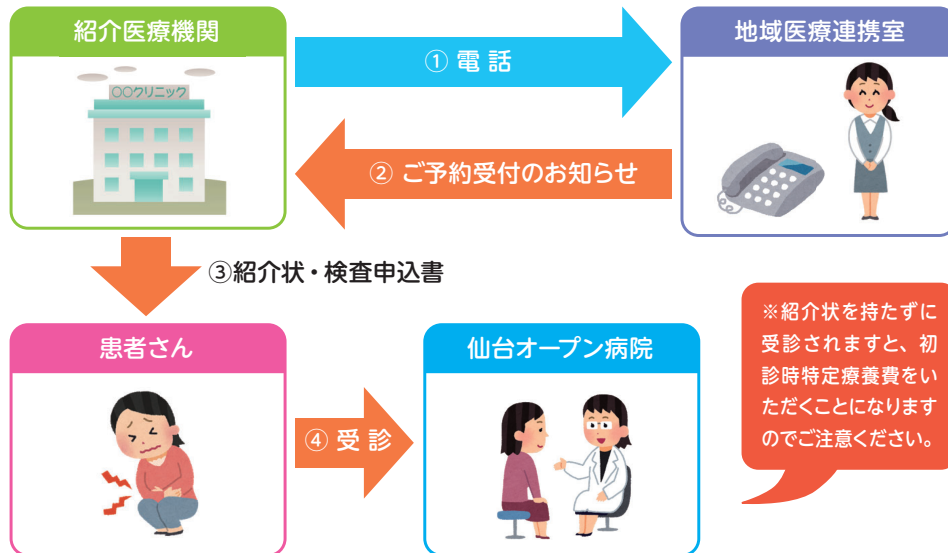 紹介医療機関
○○クリニック
① 電 話
地域医療連携室
② ご予約受付のお知らせ
③紹介状・検査申込書
患者さん
④ 受 診
仙台オープン病院
※紹介状を持たずに
受診されますと、初
診時特定療養費をい
ただくことになります
のでご注意ください。